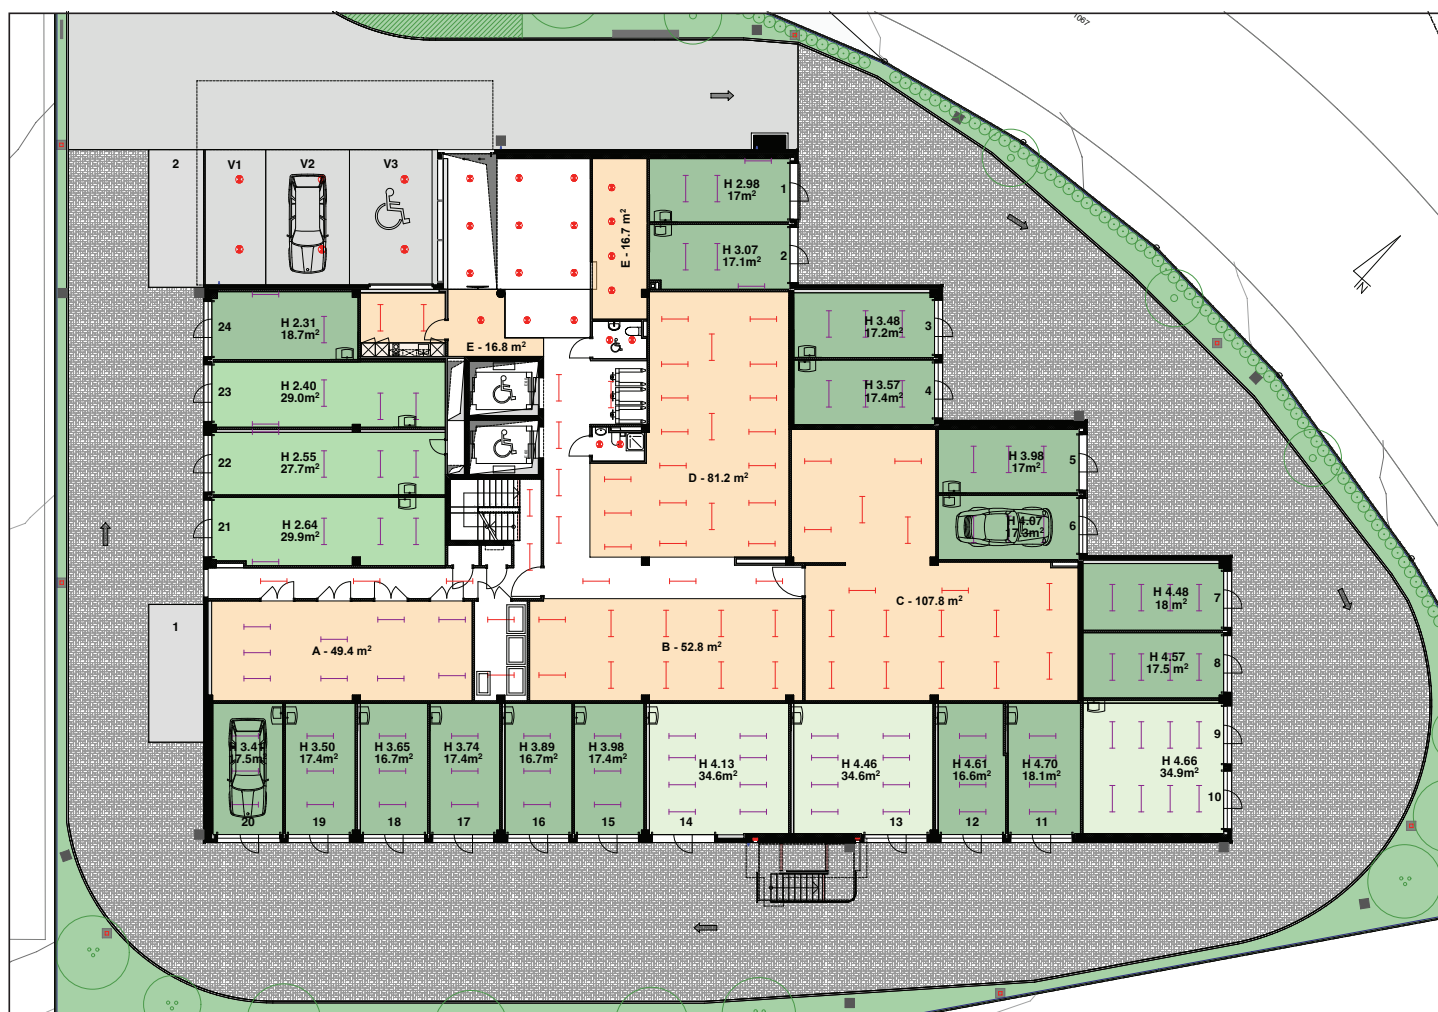 1067
2
V1
V2
V3
H 2.98
17m²
1
H 3.07
17.1m²
2
E - 16.7 m²
N
24
H 2.31
18.7m²
E - 16.8 m²
H 3.48
17.2m²
3
23
H 2.40
29.0m²
H 3.57
17.4m²
4
22
H 2.55
27.7m²
H 3.98
17m²
5
D - 81.2 m²
21
H 2.64
29.9m²
H 4.07
17.3m²
6
H 4.48
18 m²
7
C - 107.8 m²
1
A - 49.4 m²
B - 52.8 m²
H 4.57
17.5 m²
8
H 3.41
17.5m²
20
H 3.50
17.4m²
19
H 3.65
16.7m²
18
H 3.74
17.4m²
17
H 3.89
16.7m²
16
H 3.98
17.4m²
15
H 4.13
34.6m²
14
H 4.46
34.6m²
13
H 4.61
16.6m²
12
H 4.70
18.1m²
11
H 4.66
34.9m²
9
10